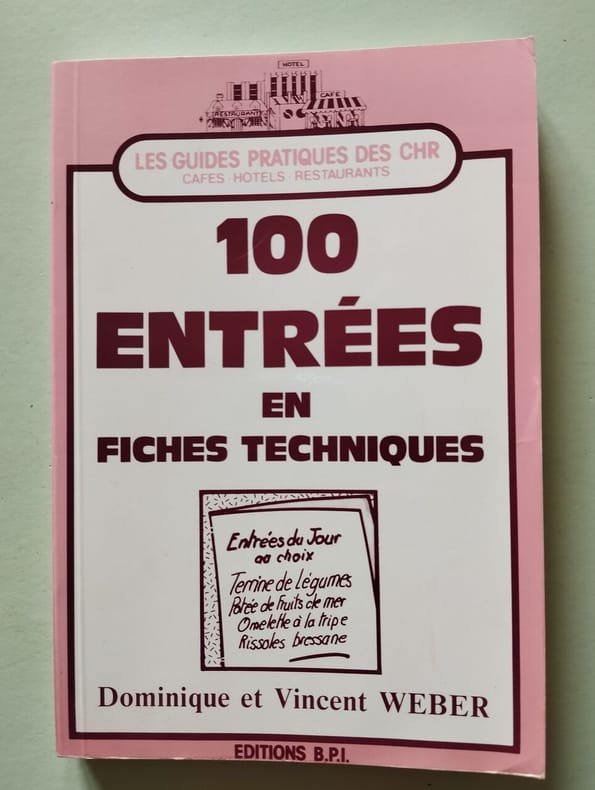 HOTEL
CAFE
RESTAURANT
LES GUIDES PRATIQUES DES CHR
CAFES · HOTELS · RESTAURANTS
100
ENTRÉES
EN
FICHES TECHNIQUES
Entrées du Jour
au choix
Terrine de Légumes
Potée de fruits de mer
Omelette à la tripe
Rissoles bressane
Dominique et Vincent WEBER
EDITIONS B.P.I.